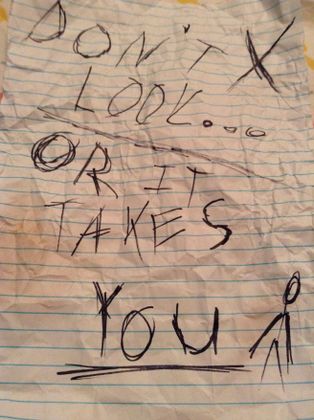 DON'T X
LOOK...
OR IT
TAKES
YOU